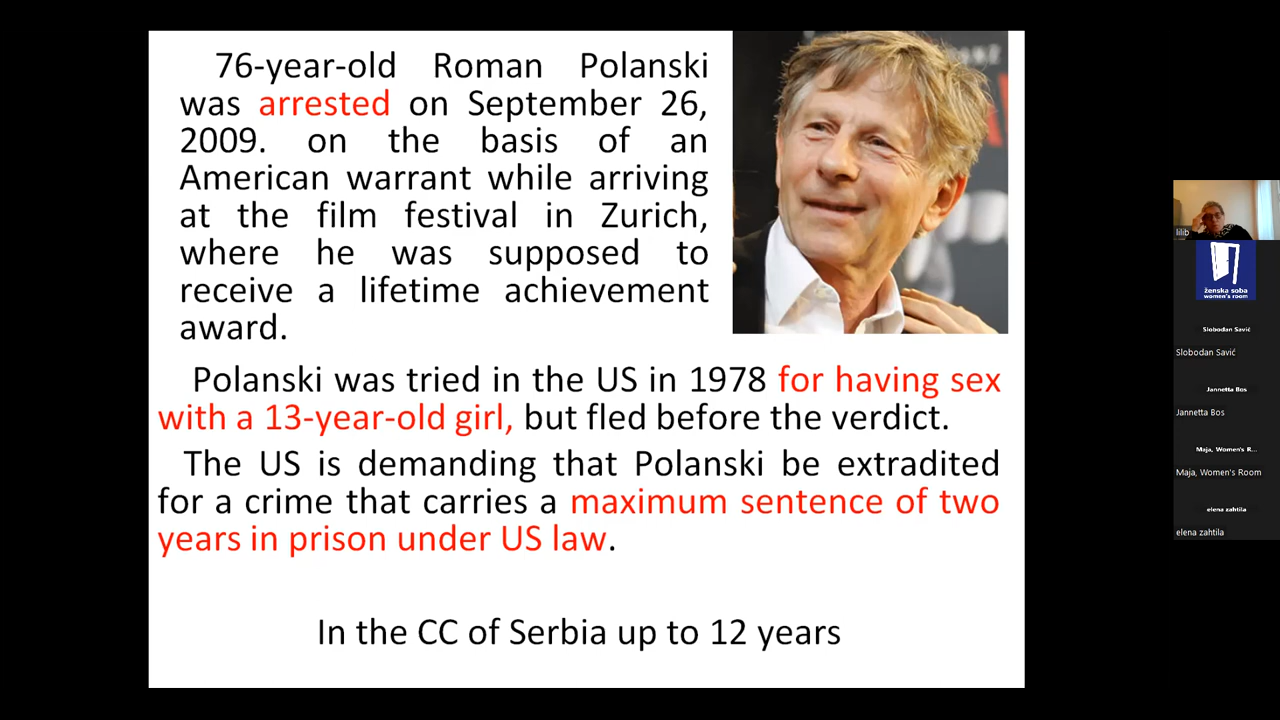 76-year-old Roman Polanski
was arrested on September 26,
2009. on the basis of an
American warrant while arriving
at the film festival in Zurich,
where he was supposed to
receive a lifetime achievement
award.
Polanski was tried in the US in 1978 for having sex
with a 13-year-old girl, but fled before the verdict.
The US is demanding that Polanski be extradited
for a crime that carries a maximum sentence of two
years in prison under US law.
In the CC of Serbia up to 12 years
lilib
ženska soba
women's room
Slobodan Savić
Slobodan Savić
Jannetta Bos
Jannetta Bos
Maja, Women's R...
Maja, Women's Room
elena zahtila
elena zahtila